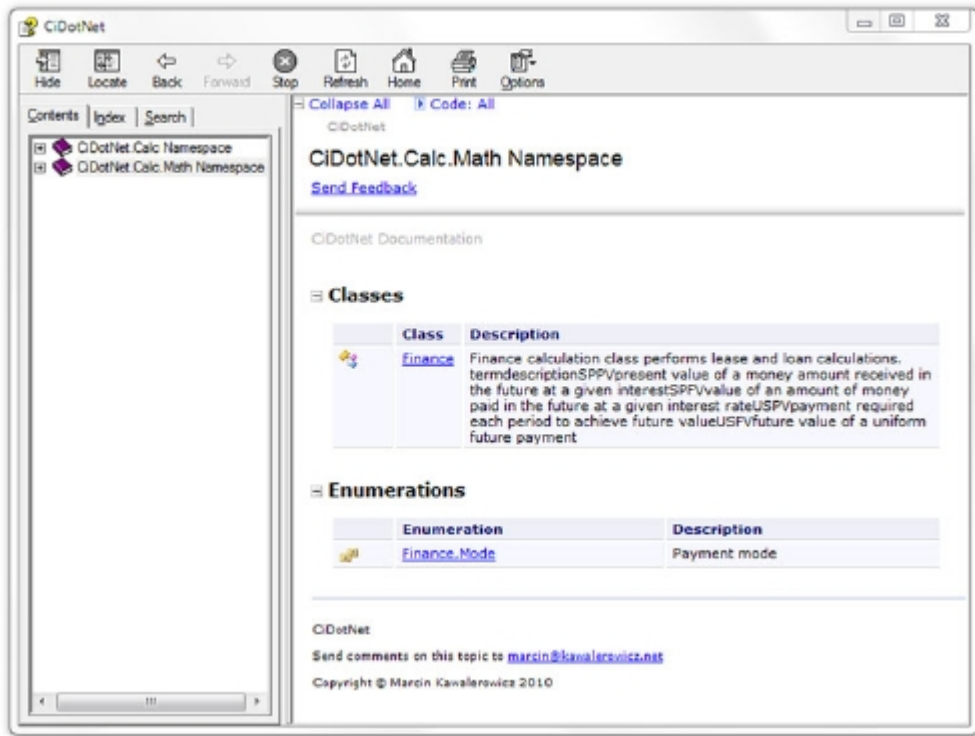 CiDotNet
Hide Locate Back Forward Stop Refresh Home Print Options
Contents Index Search
CiDotNet.Calc Namespace
CiDotNet.Calc.Math Namespace
Collapse All Code: All
CiDotNet
CiDotNet.Calc.Math Namespace
Send Feedback
CiDotNet Documentation
Classes
Class Description
Finance Finance calculation class performs lease and loan calculations.
termdescriptionSPPVpresent value of a money amount received in
the future at a given interestSPFVvalue of an amount of money
paid in the future at a given interest rateUSPVpayment required
each period to achieve future valueUSFVfuture value of a uniform
future payment
Enumerations
Enumeration Description
Finance.Mode Payment mode
CiDotNet
Send comments on this topic to marcin@kawalerowicz.net
Copyright © Marcin Kawalerowicz 2010